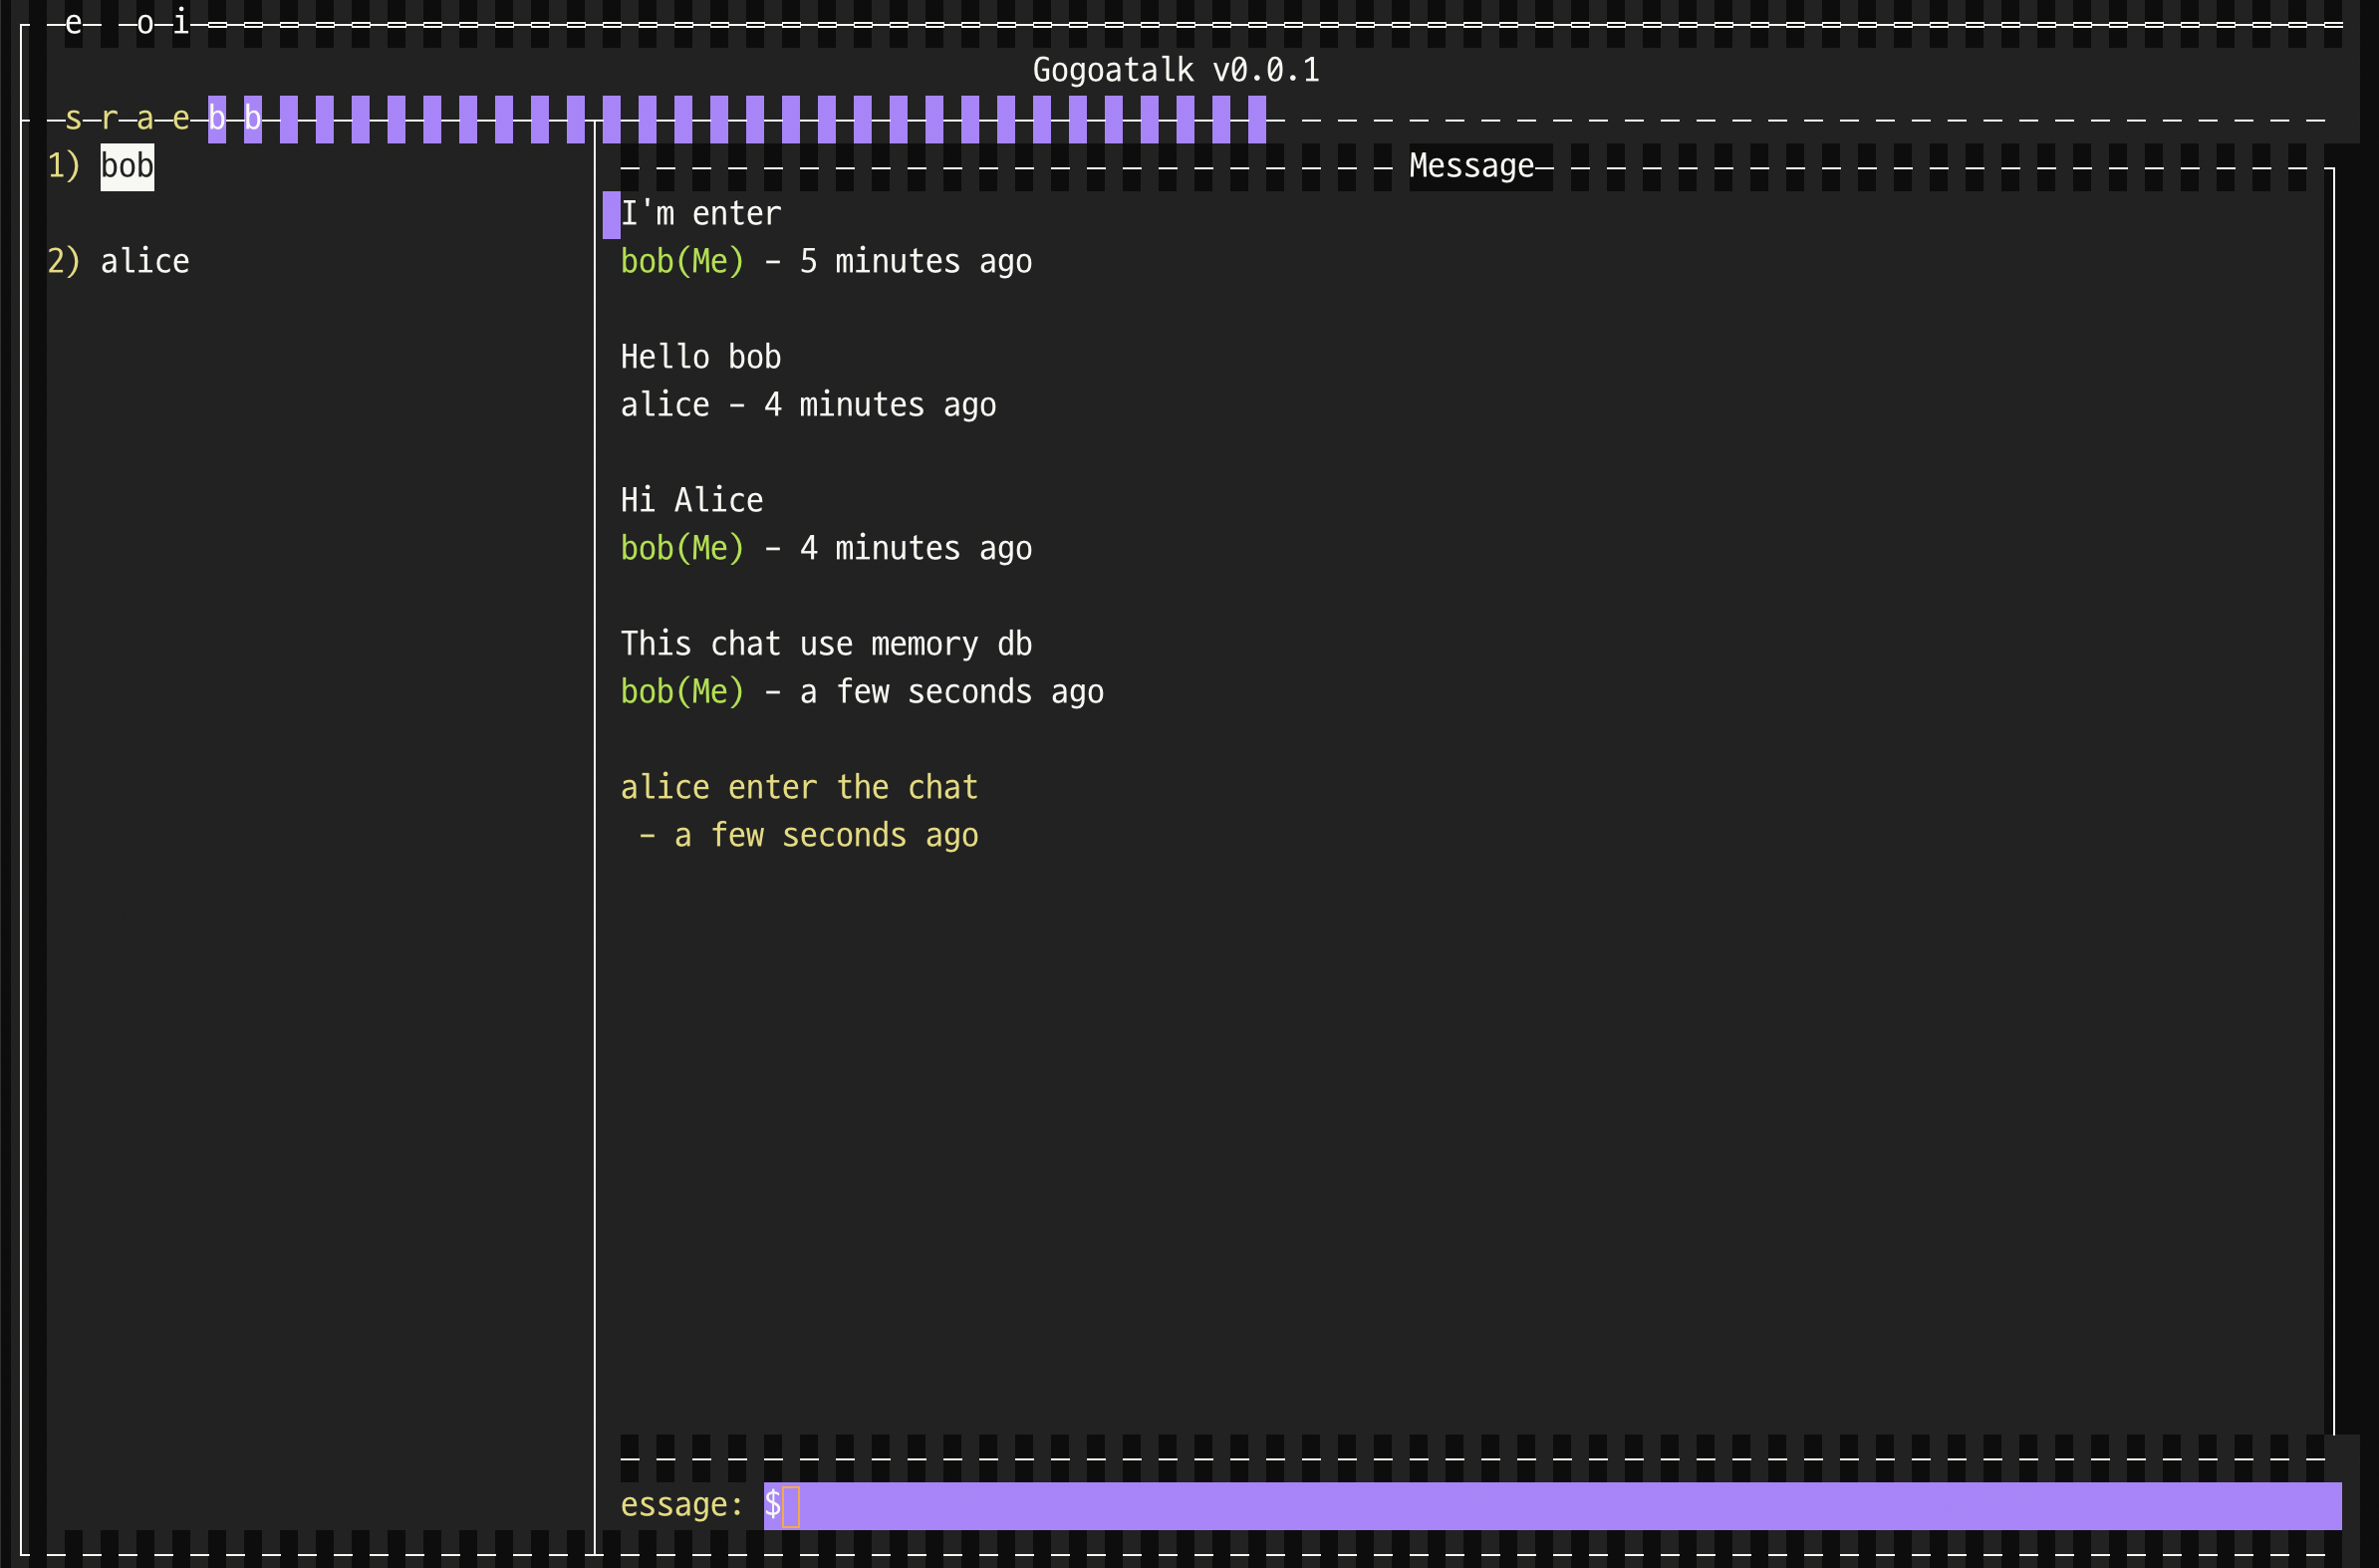 e o i
Gogoatalk v0.0.1
s r a e b b
1) bob
Message
I'm enter
2) alice
bob(Me) - 5 minutes ago
Hello bob
alice - 4 minutes ago
Hi Alice
bob(Me) - 4 minutes ago
This chat use memory db
bob(Me) - a few seconds ago
alice enter the chat
- a few seconds ago
essage: $